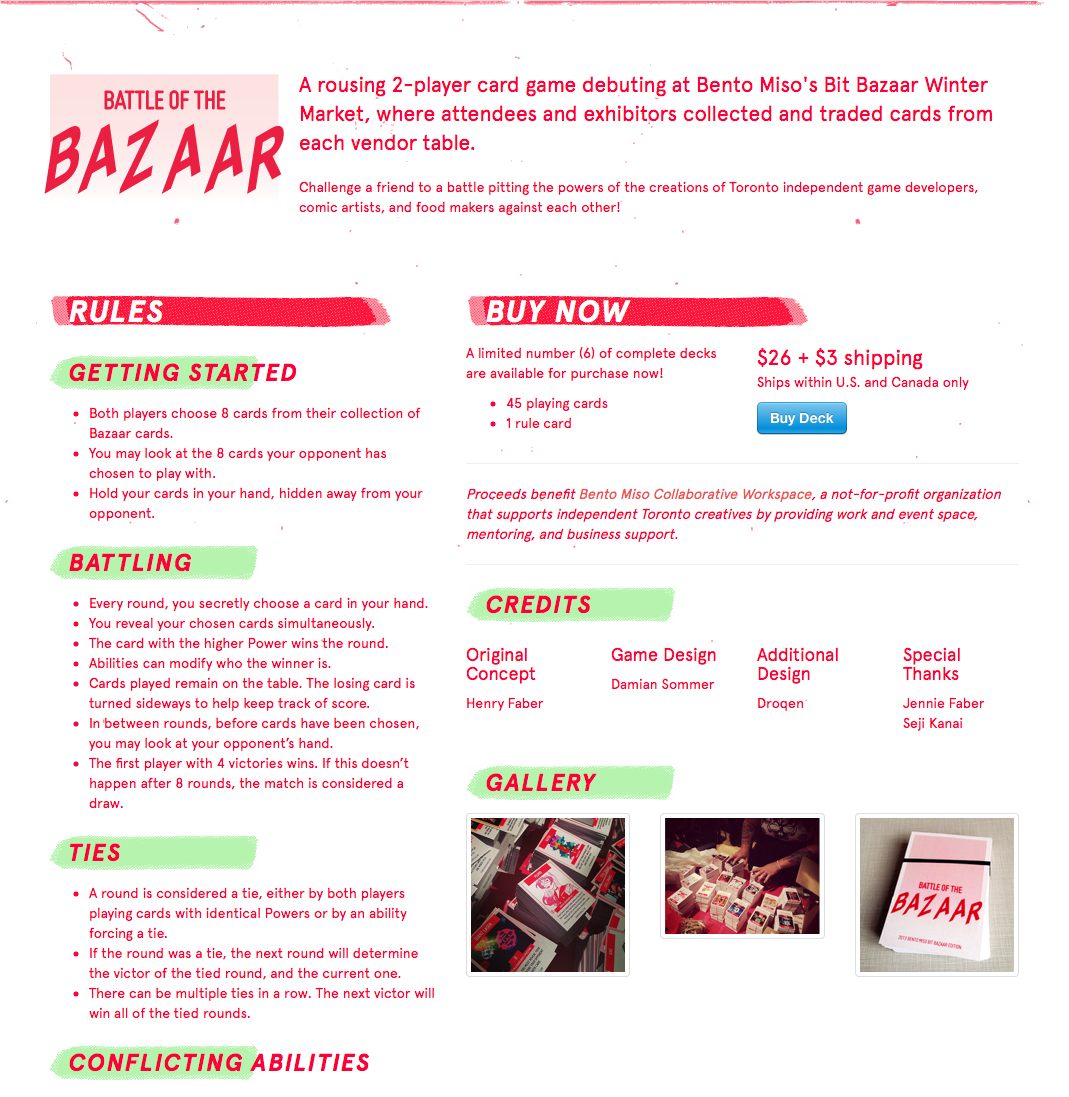 BATTLE OF THE
BAZAAR
A rousing 2-player card game debuting at Bento Miso's Bit Bazaar Winter
Market, where attendees and exhibitors collected and traded cards from
each vendor table.
Challenge a friend to a battle pitting the powers of the creations of Toronto independent game developers,
comic artists, and food makers against each other!
RULES
GETTING STARTED
• Both players choose 8 cards from their collection of
Bazaar cards.
• You may look at the 8 cards your opponent has
chosen to play with.
• Hold your cards in your hand, hidden away from your
opponent.
BATTLING
• Every round, you secretly choose a card in your hand.
• You reveal your chosen cards simultaneously.
• The card with the higher Power wins the round.
• Abilities can modify who the winner is.
• Cards played remain on the table. The losing card is
turned sideways to help keep track of score.
• In between rounds, before cards have been chosen,
you may look at your opponent’s hand.
• The first player with 4 victories wins. If this doesn’t
happen after 8 rounds, the match is considered a
draw.
TIES
• A round is considered a tie, either by both players
playing cards with identical Powers or by an ability
forcing a tie.
• If the round was a tie, the next round will determine
the victor of the tied round, and the current one.
• There can be multiple ties in a row. The next victor will
win all of the tied rounds.
CONFLICTING ABILITIES
BUY NOW
A limited number (6) of complete decks
are available for purchase now!
• 45 playing cards
• 1 rule card
$26 + $3 shipping
Ships within U.S. and Canada only
Buy Deck
Proceeds benefit Bento Miso Collaborative Workspace, a not-for-profit organization
that supports independent Toronto creatives by providing work and event space,
mentoring, and business support.
CREDITS
Original
Concept
Henry Faber
Game Design
Damian Sommer
Additional
Design
Droqen
Special
Thanks
Jennie Faber
Seji Kanai
GALLERY
BATTLE OF THE
BAZAAR
2013 BENTO MISO BIT BAZAAR EDITION